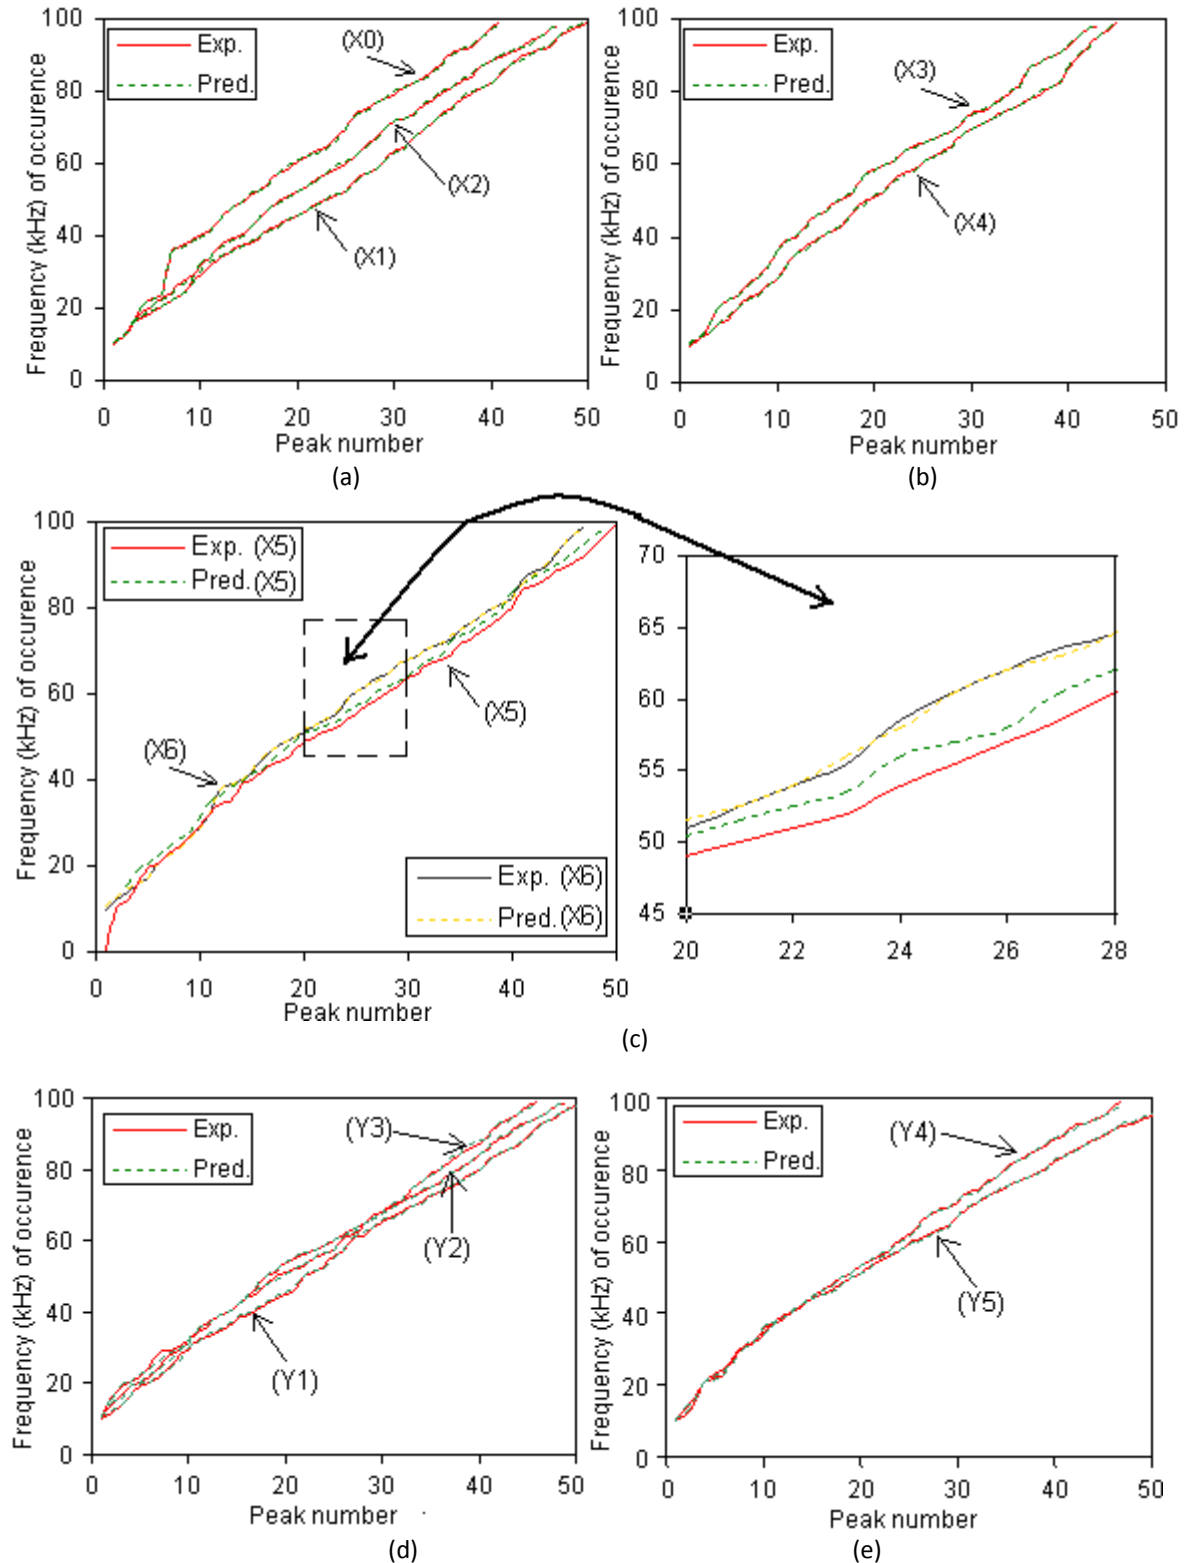 Frequency (kHz) of occurence
100
80
60
40
20
0
Exp.
Pred.
(X0)
(X2)
(X1)
0 10 20 30 40 50
Peak number
(a)
Frequency (kHz) of occurence
100
80
60
40
20
0
Exp.
Pred.
(X3)
(X4)
0 10 20 30 40 50
Peak number
(b)
Frequency (kHz) of occurence
100
80
60
40
20
0
Exp. (X5)
Pred. (X5)
(X6)
(X5)
Exp. (X6)
Pred. (X6)
0 10 20 30 40 50
Peak number
70
65
60
55
50
45
20 22 24 26 28
(c)
Frequency (kHz) of occurence
100
80
60
40
20
0
Exp.
Pred.
(Y3)
(Y2)
(Y1)
0 10 20 30 40 50
Peak number
(d)
Frequency (kHz) of occurence
100
80
60
40
20
0
Exp.
Pred.
(Y4)
(Y5)
0 10 20 30 40 50
Peak number
(e)